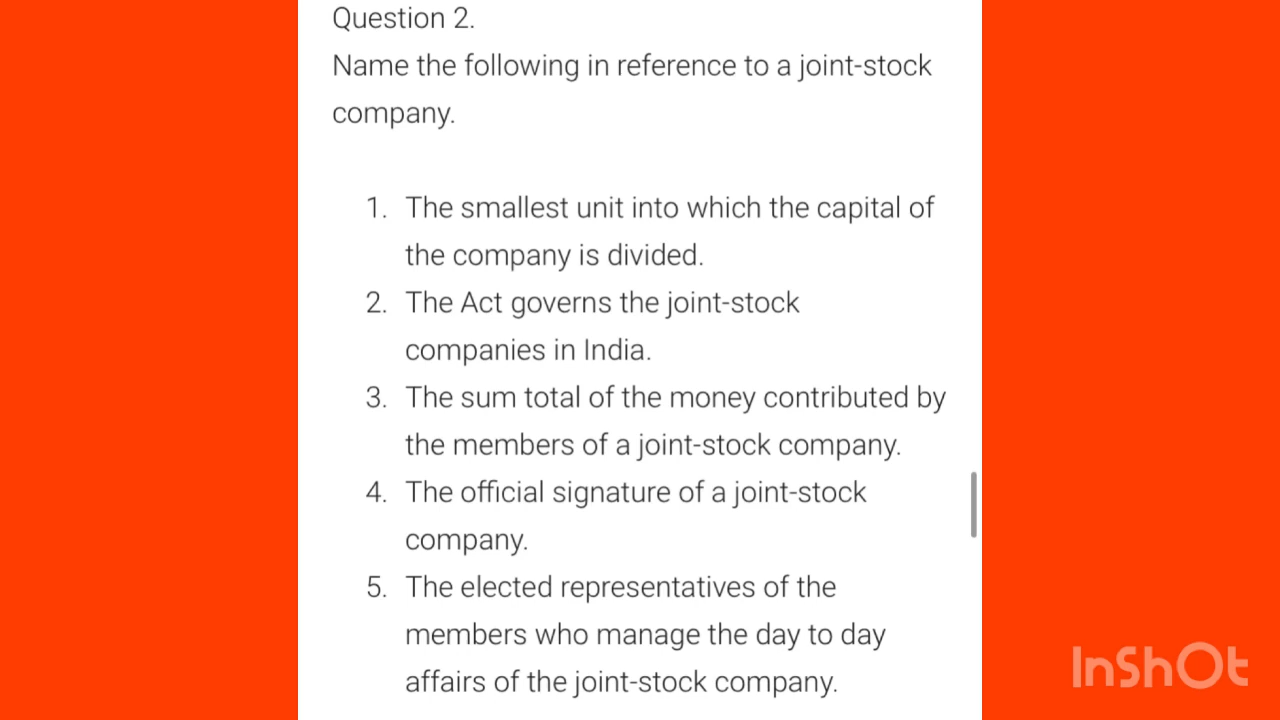 Question 2.
Name the following in reference to a joint-stock
company.
1. The smallest unit into which the capital of
the company is divided.
2. The Act governs the joint-stock
companies in India.
3. The sum total of the money contributed by
the members of a joint-stock company.
4. The official signature of a joint-stock
company.
5. The elected representatives of the
members who manage the day to day
affairs of the joint-stock company.
InShOt